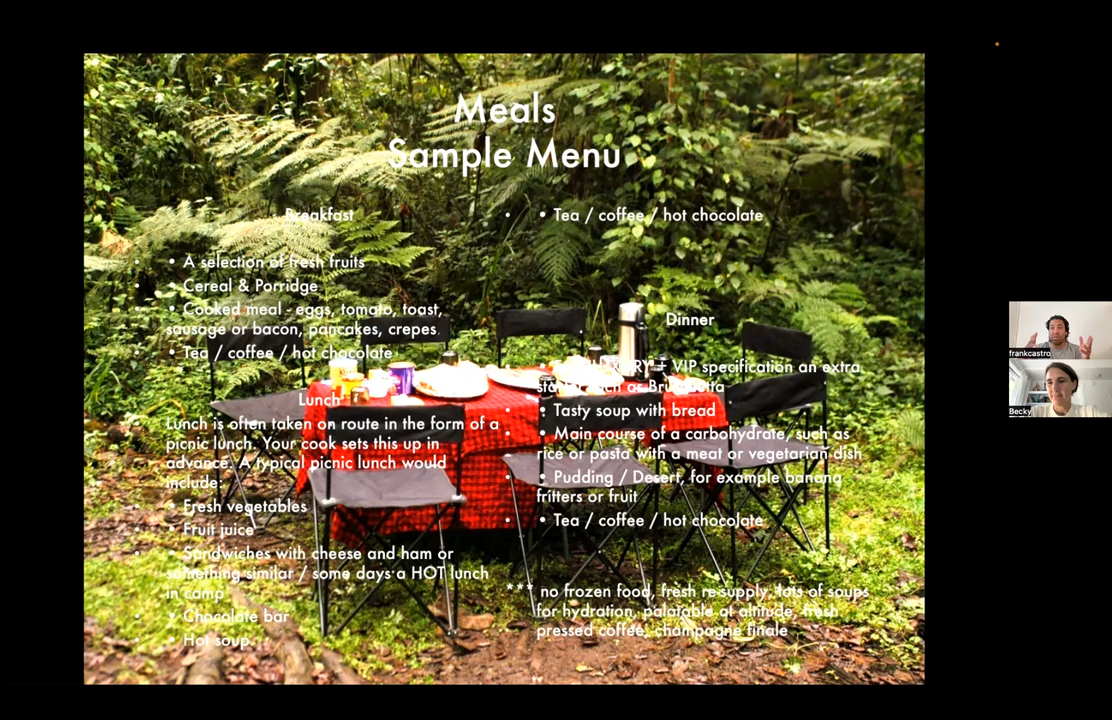 Meals
Sample Menu
Breakfast
• • A selection of fresh fruits
• • Cereal & Porridge
• • Cooked meal - eggs, tomato, toast,
sausage or bacon, pancakes, crepes.
• • Tea / coffee / hot chocolate
Lunch
• Lunch is often taken on route in the form of a
picnic lunch. Your cook sets this up in
advance. A typical picnic lunch would
include:
• • Fresh vegetables
• • Fruit juice
• • Sandwiches with cheese and ham or
something similar / some days a HOT lunch
in camp
• • Chocolate bar
• • Hot soup
• • Tea / coffee / hot chocolate
Dinner
LUXURY + VIP specification an extra
starter such as Bruschetta
• • Tasty soup with bread
• • Main course of a carbohydrate, such as
rice or pasta with a meat or vegetarian dish
• • Pudding / Desert, for example banana
fritters or fruit
• • Tea / coffee / hot chocolate
*** no frozen food, fresh re-supply, lots of soups
for hydration, palatable at altitude, fresh
pressed coffee, champagne finale
frankcastro
Becky